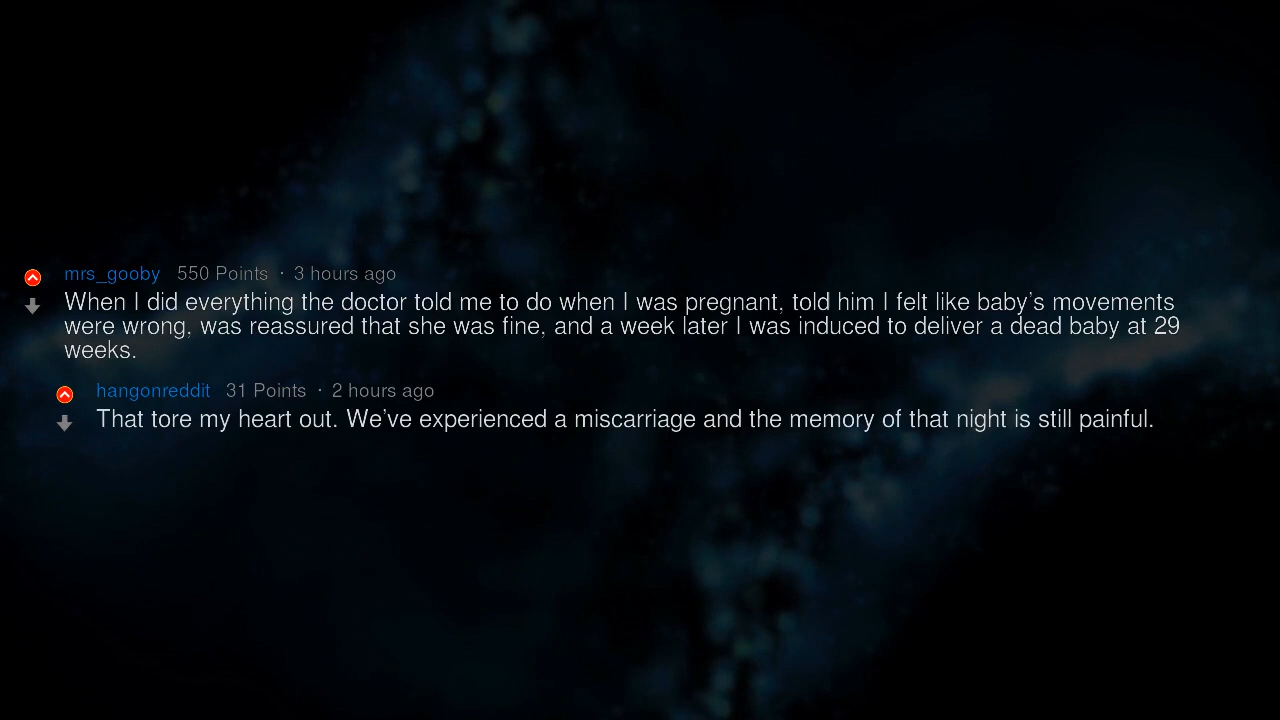 mrs_gooby 550 Points · 3 hours ago
When I did everything the doctor told me to do when I was pregnant, told him I felt like baby's movements
were wrong, was reassured that she was fine, and a week later I was induced to deliver a dead baby at 29
weeks.
hangonreddit 31 Points · 2 hours ago
That tore my heart out. We've experienced a miscarriage and the memory of that night is still painful.